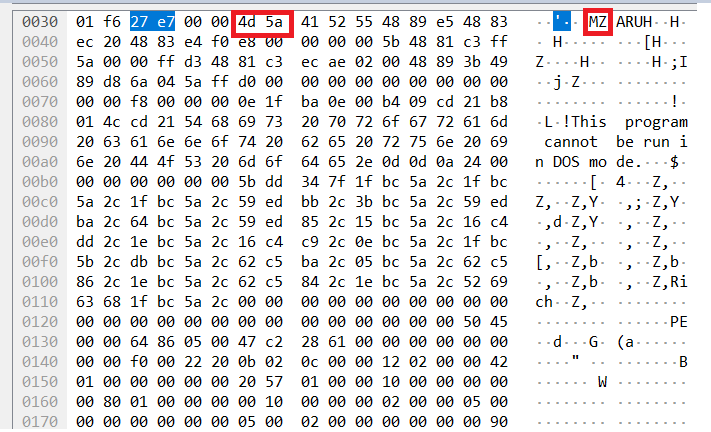 0030 01 f6 27 e7 00 00 4d 5a 41 52 55 48 89 e5 48 83 ··'···MZ ARUH··H·
0040 ec 20 48 83 e4 f0 e8 00 00 00 00 5b 48 81 c3 ff · H····· ···[H···
0050 5a 00 00 ff d3 48 81 c3 ec ae 02 00 48 89 3b 49 Z····H·· ····H·;I
0060 89 d8 6a 04 5a ff d0 00 00 00 00 00 00 00 00 00 ··j·Z··· ········
0070 00 00 f8 00 00 00 0e 1f ba 0e 00 b4 09 cd 21 b8 ········ ······!·
0080 01 4c cd 21 54 68 69 73 20 70 72 6f 67 72 61 6d ·L·!This  program
0090 20 63 61 6e 6e 6f 74 20 62 65 20 72 75 6e 20 69  cannot  be run i
00a0 6e 20 44 4f 53 20 6d 6f 64 65 2e 0d 0d 0a 24 00 n DOS mo de.···$·
00b0 00 00 00 00 00 00 5b dd 34 7f 1f bc 5a 2c 1f bc ······[· 4···Z,··
00c0 5a 2c 1f bc 5a 2c 59 ed bb 2c 3b bc 5a 2c 59 ed Z,··Z,Y· ·,;·Z,Y·
00d0 ba 2c 64 bc 5a 2c 59 ed 85 2c 15 bc 5a 2c 16 c4 ·,d·Z,Y· ·,··Z,··
00e0 dd 2c 1e bc 5a 2c 16 c4 c9 2c 0e bc 5a 2c 1f bc ·,··Z,·· ·,··Z,··
00f0 5b 2c db bc 5a 2c 62 c5 ba 2c 05 bc 5a 2c 62 c5 [,··Z,b· ·,··Z,b·
0100 86 2c 1e bc 5a 2c 62 c5 84 2c 1e bc 5a 2c 52 69 ·,··Z,b· ·,··Z,Ri
0110 63 68 1f bc 5a 2c 00 00 00 00 00 00 00 00 00 00 ch··Z,·· ········
0120 00 00 00 00 00 00 00 00 00 00 00 00 00 00 50 45 ········ ······PE
0130 00 00 64 86 05 00 47 c2 28 61 00 00 00 00 00 00 ··d···G· (a······
0140 00 00 f0 00 22 20 0b 02 0c 00 00 12 02 00 00 42 ····" ·· ·······B
0150 01 00 00 00 00 00 20 57 01 00 00 10 00 00 00 00 ······ W ········
0160 00 80 01 00 00 00 00 10 00 00 00 02 00 00 05 00 ········ ········
0170 00 00 00 00 00 00 05 00 02 00 00 00 00 00 00 90 ········ ········